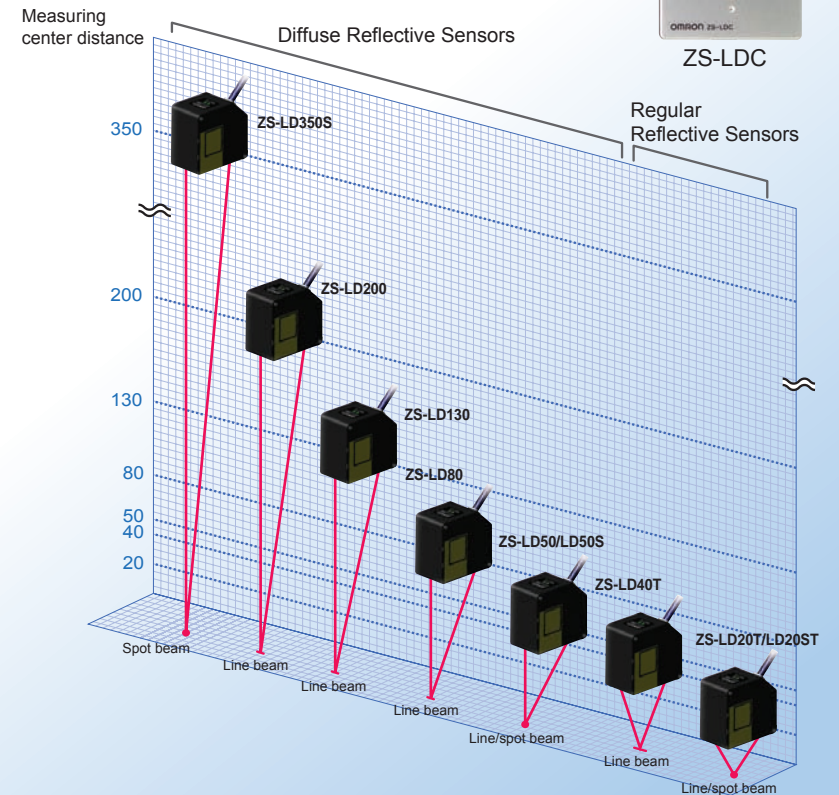 Measuring
center distance
Diffuse Reflective Sensors
OMRON ZS-LDC
ZS-LDC
Regular
Reflective Sensors
350
ZS-LD350S
200
ZS-LD200
130
ZS-LD130
80
ZS-LD80
50
40
ZS-LD50/LD50S
20
ZS-LD40T
ZS-LD20T/LD20ST
Spot beam
Line beam
Line beam
Line beam
Line/spot beam
Line beam
Line/spot beam